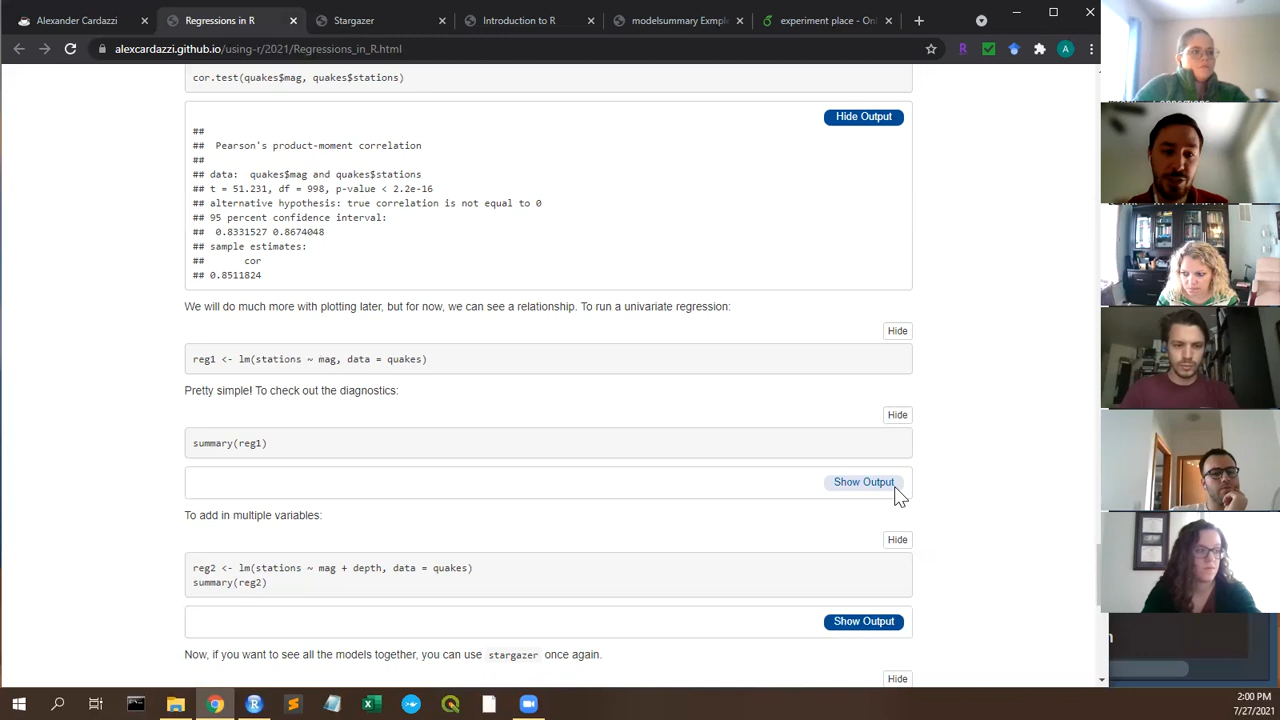 Alexander Cardazzi
Regressions in R
Stargazer
Introduction to R
modelsummary Exmple
experiment place - Onl
alexcardazzi.github.io/using-r/2021/Regressions_in_R.html
A
cor.test(quakes$mag, quakes$stations)
Hide Output
##
## Pearson's product-moment correlation
##
## data: quakes$mag and quakes$stations
## t = 51.231, df = 998, p-value < 2.2e-16
## alternative hypothesis: true correlation is not equal to 0
## 95 percent confidence interval:
## 0.8331527 0.8674048
## sample estimates:
## cor
## 0.8511824
We will do much more with plotting later, but for now, we can see a relationship. To run a univariate regression:
Hide
reg1 <- lm(stations ~ mag, data = quakes)
Pretty simple! To check out the diagnostics:
Hide
summary(reg1)
Show Output
To add in multiple variables:
Hide
reg2 <- lm(stations ~ mag + depth, data = quakes)
summary(reg2)
Show Output
Now, if you want to see all the models together, you can use stargazer once again.
Hide
2:00 PM
7/27/2021